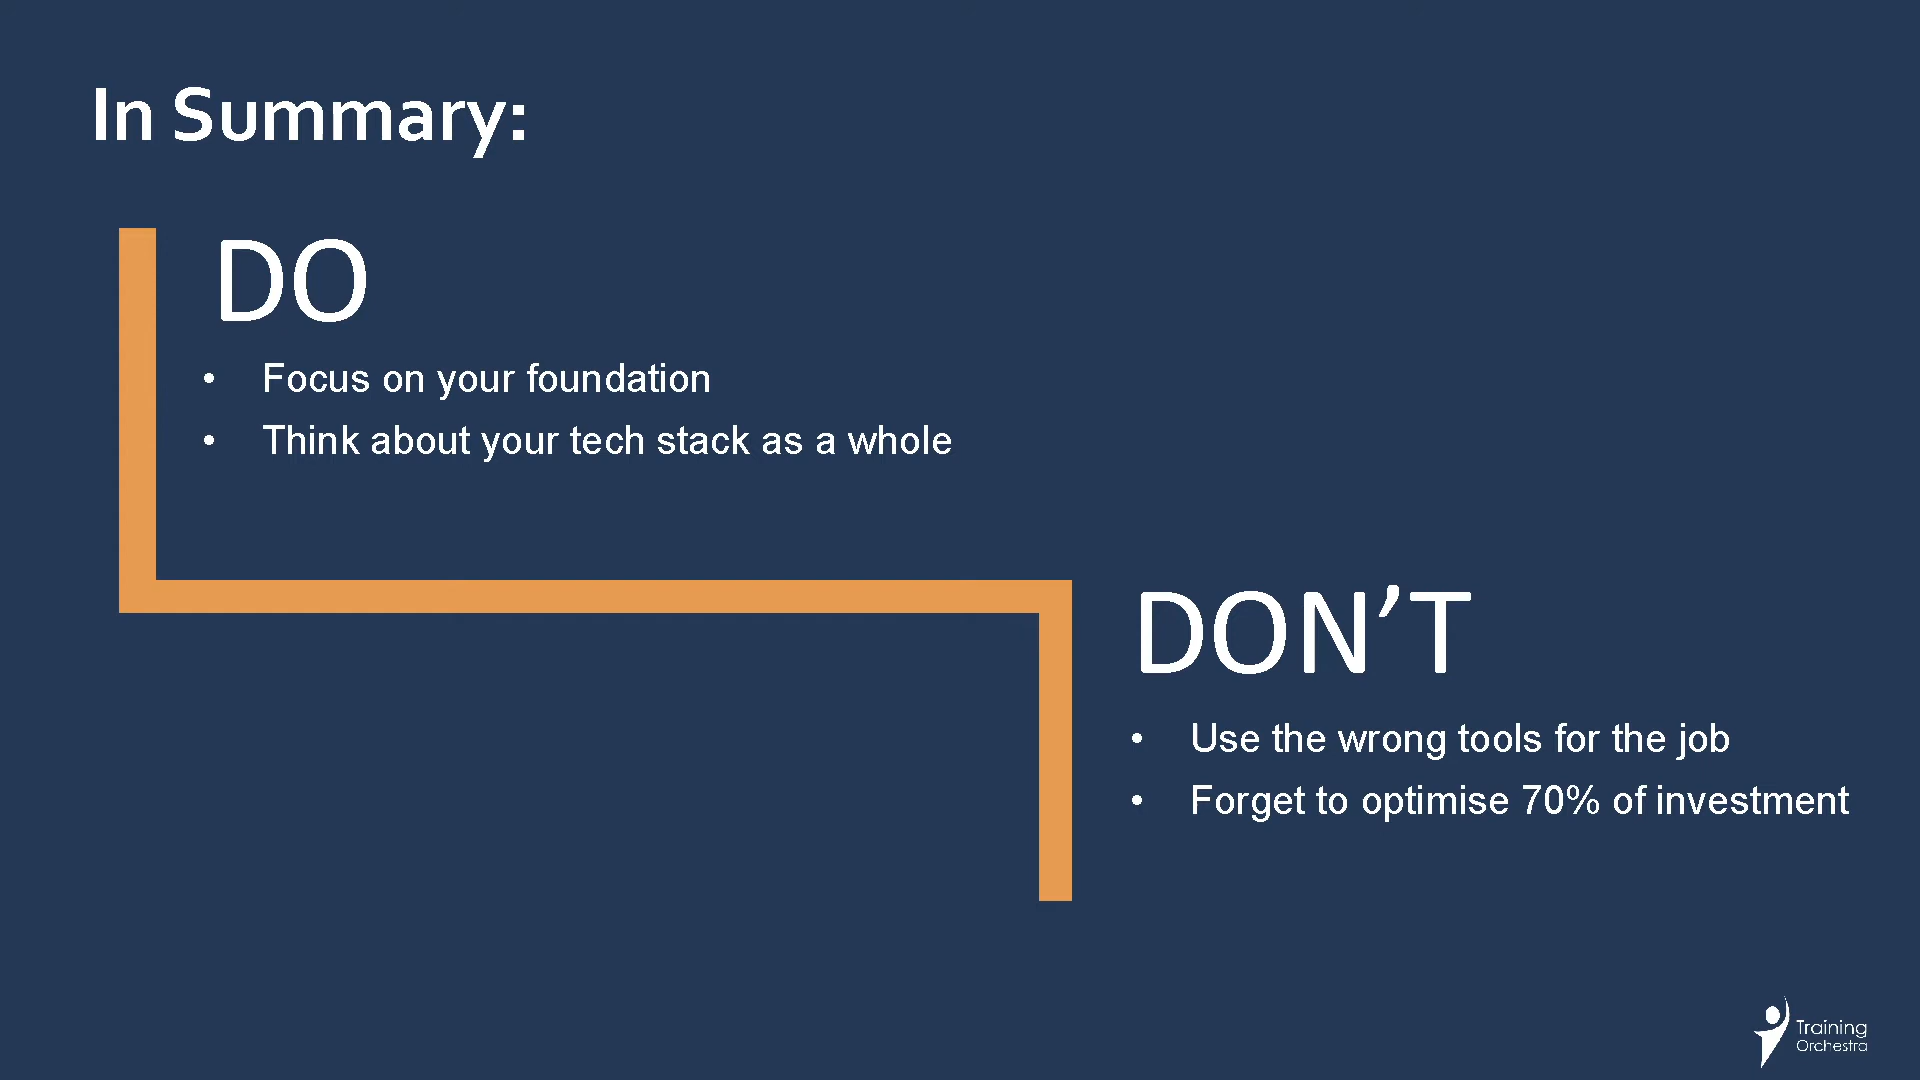 In Summary:
DO
• Focus on your foundation
• Think about your tech stack as a whole
DON’T
• Use the wrong tools for the job
• Forget to optimise 70% of investment
Training
Orchestra